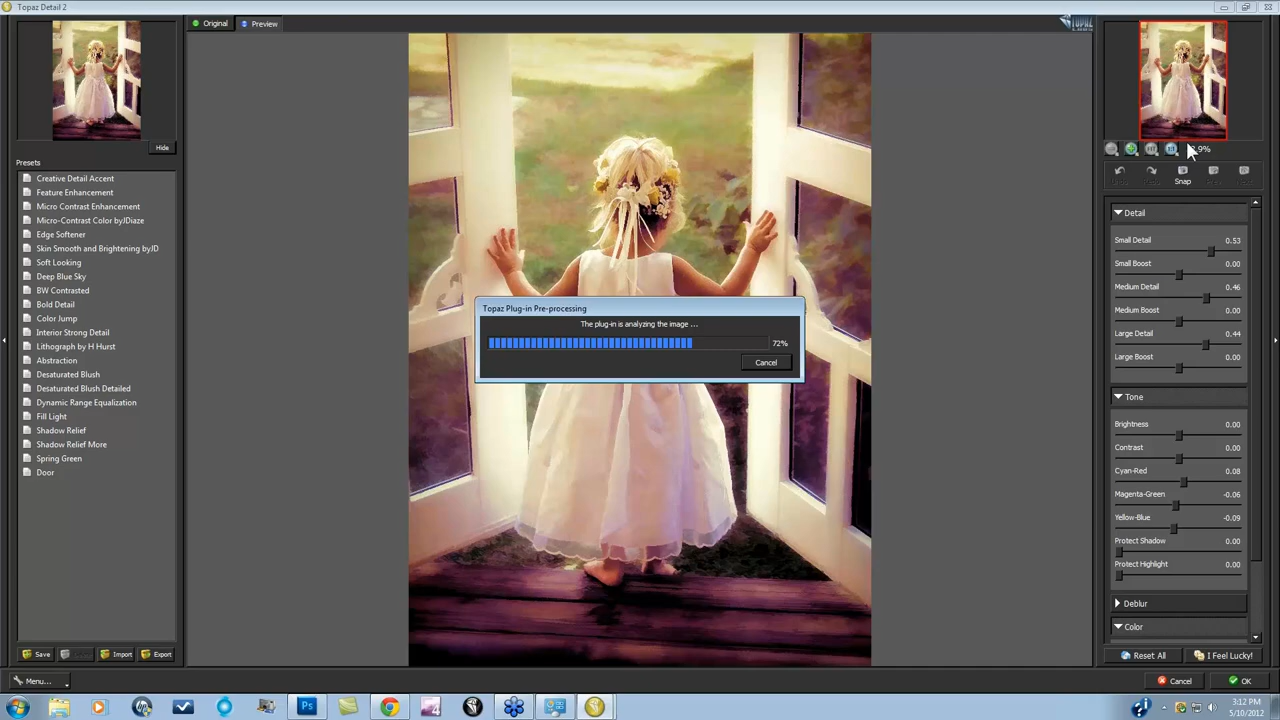 Topaz Detail 2
Original
Preview
TOPAZ
Hide
Presets
Creative Detail Accent
Feature Enhancement
Micro Contrast Enhancement
Micro-Contrast Color byJDiaze
Edge Softener
Skin Smooth and Brightening byJD
Soft Looking
Deep Blue Sky
BW Contrasted
Bold Detail
Color Jump
Interior Strong Detail
Lithograph by H Hurst
Abstraction
Desaturated Blush
Desaturated Blush Detailed
Dynamic Range Equalization
Fill Light
Shadow Relief
Shadow Relief More
Spring Green
Door
Save
Import
Export
Menu...
Topaz Plug-in Pre-processing
The plug-in is analyzing the image ...
72%
Cancel
Snap
Detail
Small Detail 0.53
Small Boost 0.00
Medium Detail 0.46
Medium Boost 0.00
Large Detail 0.44
Large Boost 0.00
Tone
Brightness 0.00
Contrast 0.00
Cyan-Red 0.08
Magenta-Green -0.06
Yellow-Blue -0.09
Protect Shadow 0.00
Protect Highlight 0.00
Deblur
Color
Reset All
I Feel Lucky!
Cancel
OK
Ps
4
3:12 PM
5/10/2012